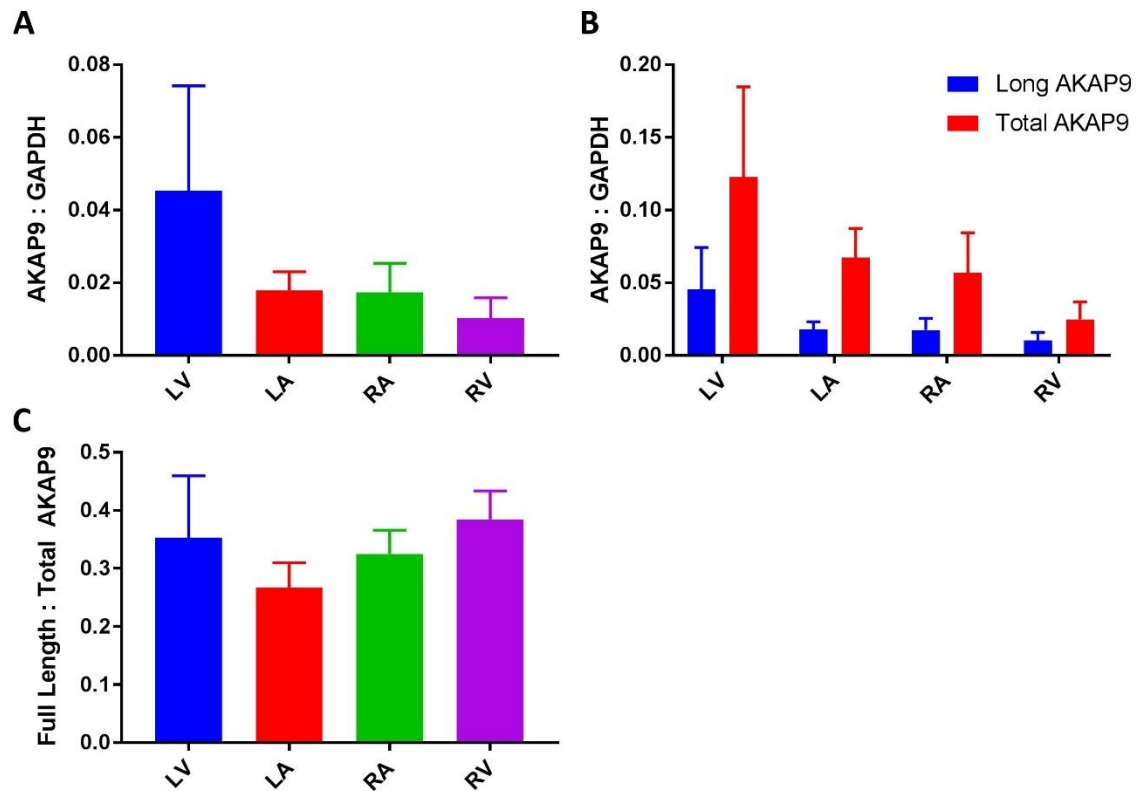 A
AKAP9 : GAPDH
0.08
0.06
0.04
0.02
0.00
LV
LA
RA
RV
B
AKAP9 : GAPDH
0.20
0.15
0.10
0.05
0.00
Long AKAP9
Total AKAP9
LV
LA
RA
RV
C
Full Length : Total AKAP9
0.5
0.4
0.3
0.2
0.1
0.0
LV
LA
RA
RV